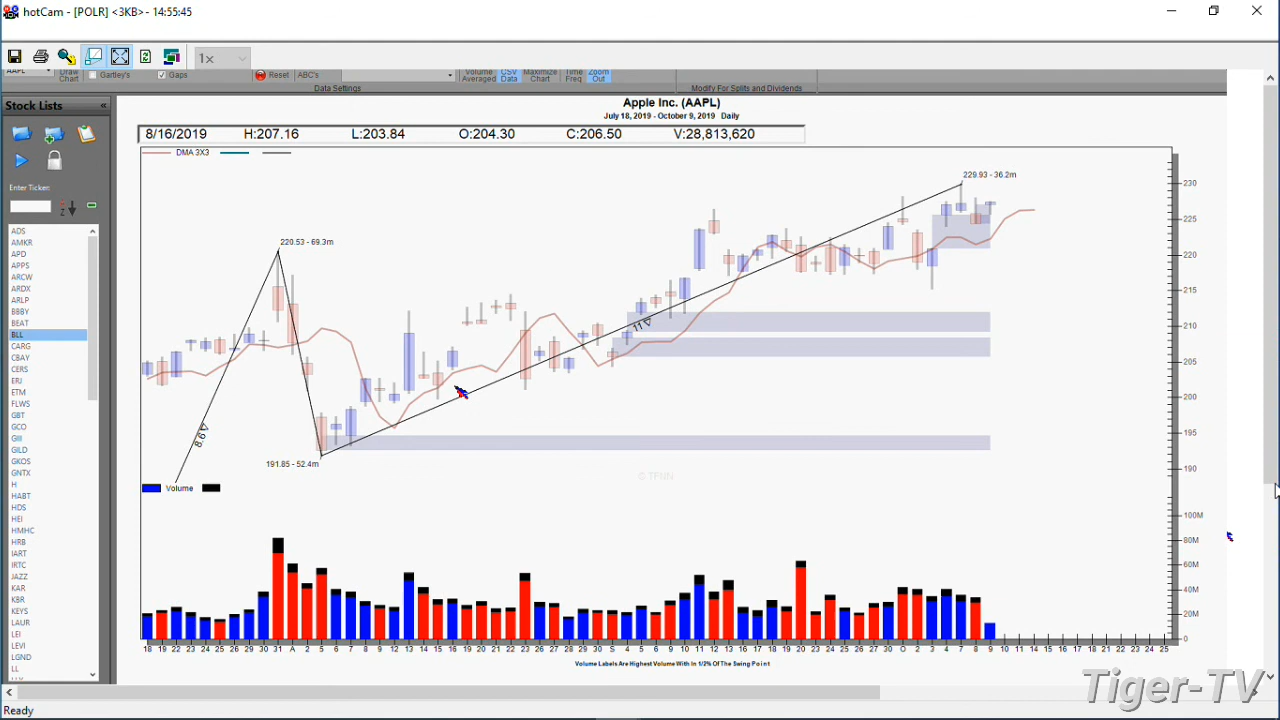 hotCam - [POLR] <3KB> - 14:55:45
1x
AAPL
Draw Chart
Gartley's
Gaps
Reset
ABC's
Volume Averaged
CSV Data
Maximize Chart
Time Freq
Zoom Out
Data Settings
Modify For Splits and Dividends
Stock Lists
«
Enter Ticker:
ADS
AMKR
APD
APPS
ARCW
ARDX
ARLP
BBBY
BEAT
BLL
CARG
CBAY
CERS
ERJ
ETM
FLWS
GBT
GCO
GIII
GILD
GKOS
GNTX
H
HABT
HDS
HEI
HMHC
HRB
IART
IRTC
JAZZ
KAR
KBR
KEYS
LAUR
LEI
LEVI
LGND
LL
Apple Inc. (AAPL)
July 18, 2019 - October 9, 2019 Daily
8/16/2019 H:207.16 L:203.84 O:204.30 C:206.50 V:28,813,620
DMA 3X3
229.93 - 36.2m
220.53 - 69.3m
191.85 - 52.4m
8.6▽
11▽
© TFNN
230
225
220
215
210
205
200
195
190
Volume
100M
80M
60M
40M
20M
0
18 19 22 23 24 25 26 29 30 31 A 2 5 6 7 8 9 12 13 14 15 16 19 20 21 22 23 26 27 28 29 30 S 4 5 6 9 10 11 12 13 16 17 18 19 20 23 24 25 26 27 30 O 2 3 4 7 8 9 10 11 14 15 16 17 18 21 22 23 24 25
Volume Labels Are Highest Volume With In 1/2% Of The Swing Point
Tiger-TV
Ready